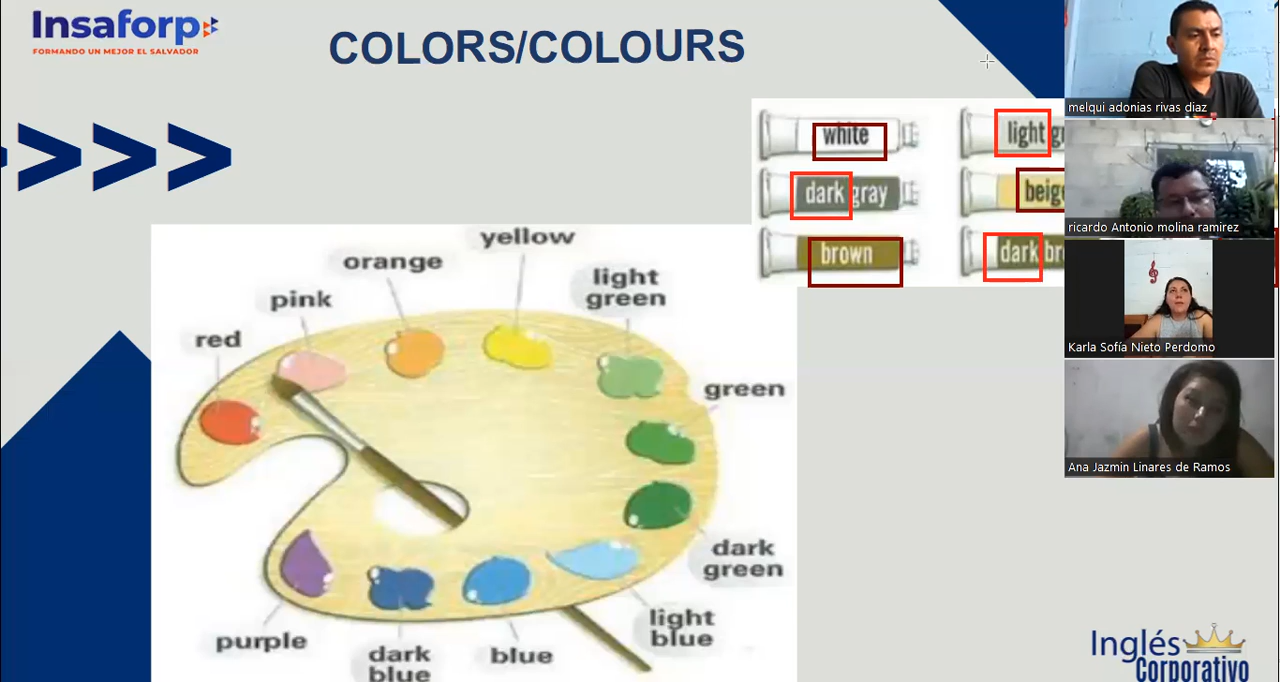 Insaforp
FORMANDO UN MEJOR EL SALVADOR
COLORS/COLOURS
white
light
dark gray
beig
brown
dark br
yellow
orange
light
green
pink
red
green
dark
green
light
blue
blue
dark
blue
purple
melqui adonias rivas diaz
ricardo Antonio molina ramirez
Karla Sofía Nieto Perdomo
Ana Jazmin Linares de Ramos
Inglés
Corporativo